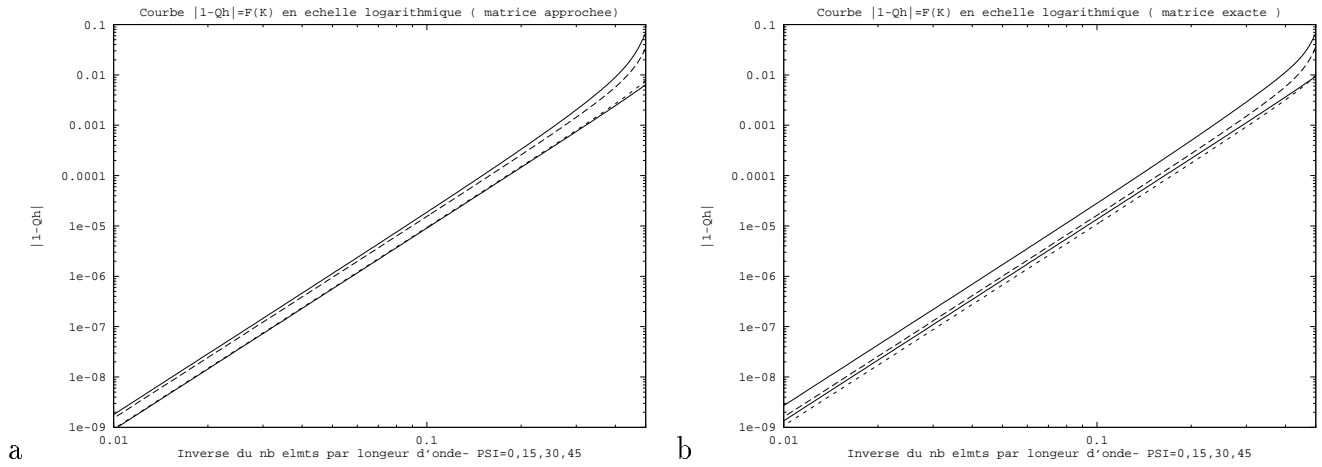 Courbe |1-Qh|=F(K) en echelle logarithmique ( matrice approchee)
0.1
0.01
0.001
0.0001
1e-05
1e-06
1e-07
1e-08
1e-09
|1-Qh|
0.01
0.1
Inverse du nb elmts par longeur d'onde- PSI=0,15,30,45
a
Courbe |1-Qh|=F(K) en echelle logarithmique ( matrice exacte )
0.1
0.01
0.001
0.0001
1e-05
1e-06
1e-07
1e-08
1e-09
|1-Qh|
0.01
0.1
Inverse du nb elmts par longeur d'onde- PSI=0,15,30,45
b